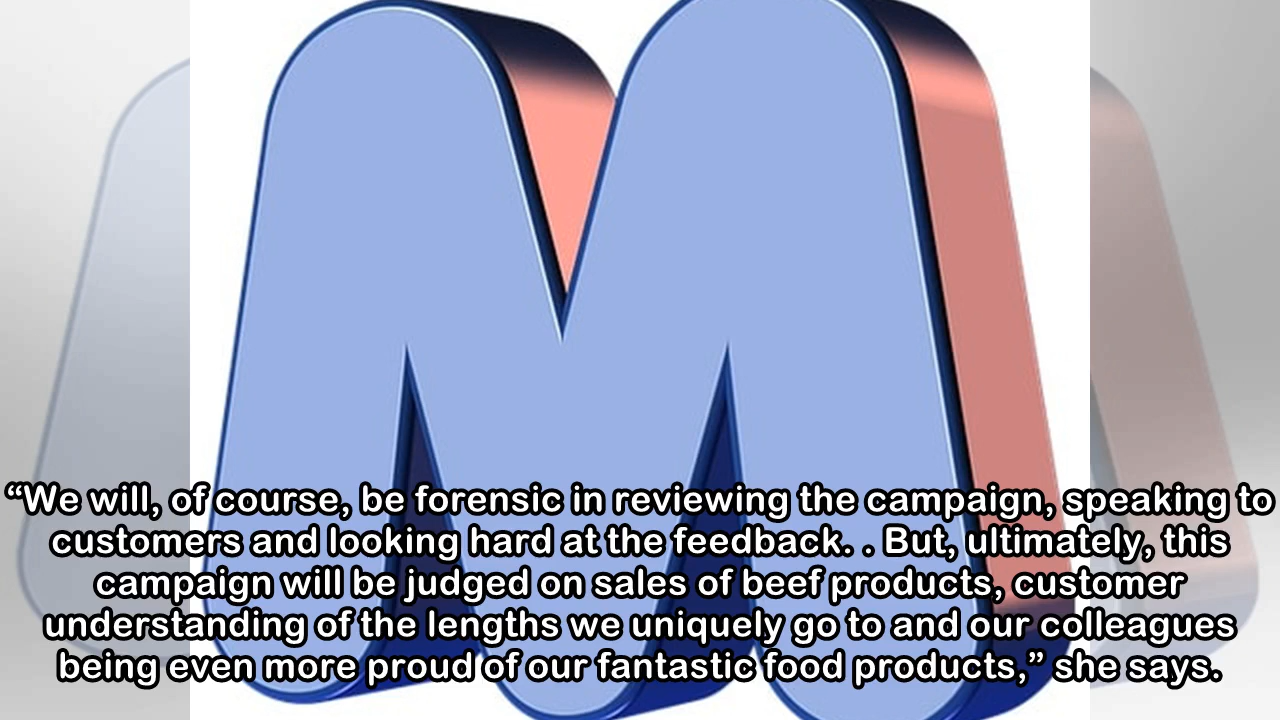 M
“We will, of course, be forensic in reviewing the campaign, speaking to
customers and looking hard at the feedback. . But, ultimately, this
campaign will be judged on sales of beef products, customer
understanding of the lengths we uniquely go to and our colleagues
being even more proud of our fantastic food products,” she says.